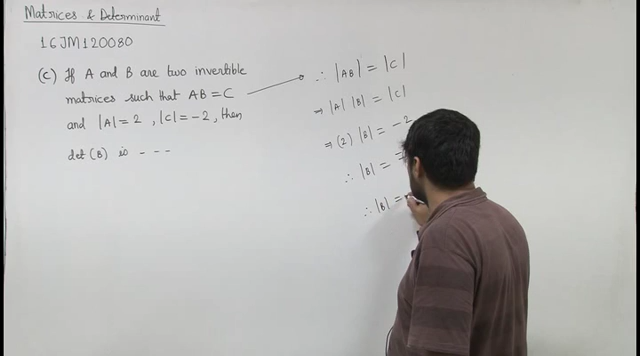 Matrices & Determinant
16JM120080
(c) If A and B are two invertible
matrices such that AB = C
and |A| = 2 , |C| = -2, then
det (B) is - - -
∴ |AB| = |C|
⇒ |A| |B| = |C|
⇒ (2) |B| = -2
∴ |B| = -
∴ |B| =